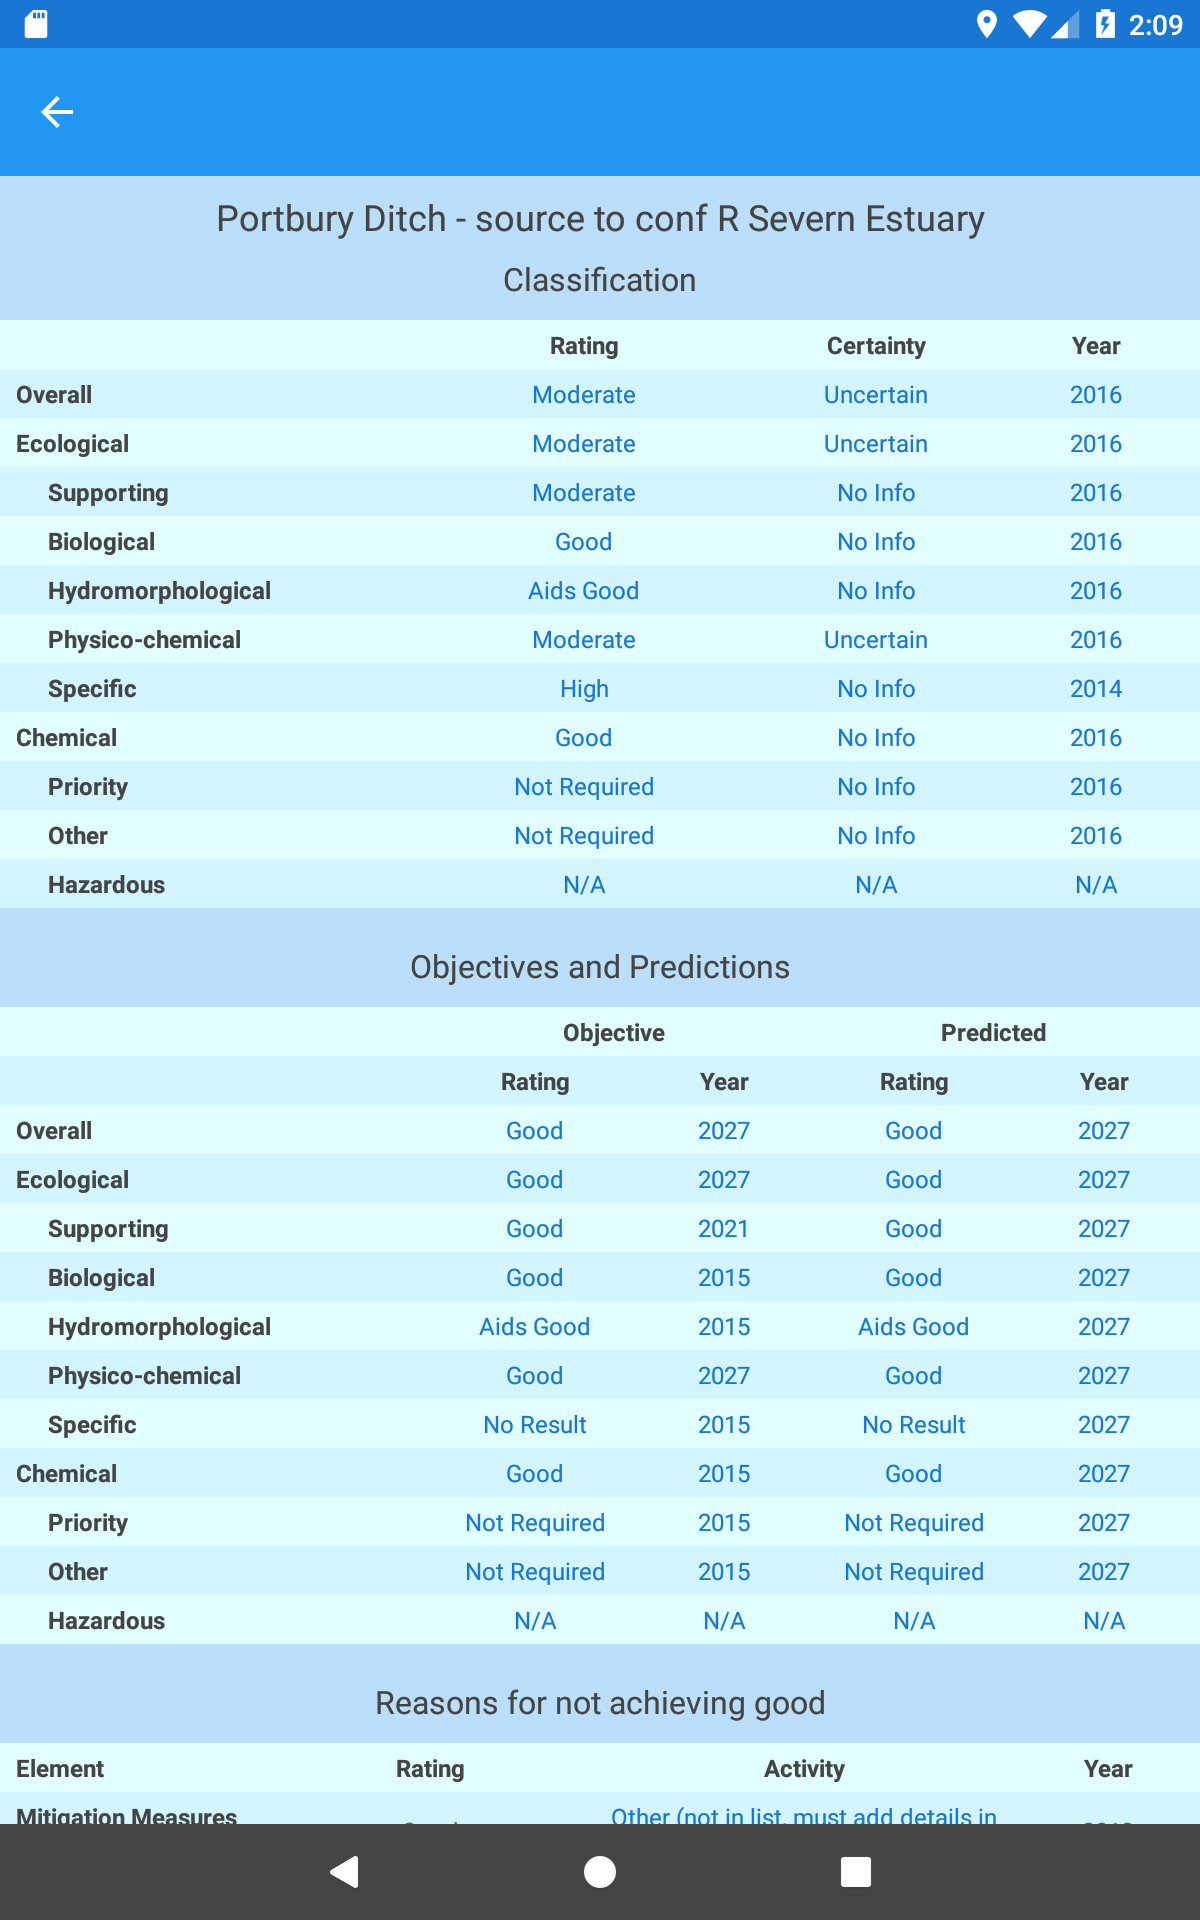 2:09
Portbury Ditch - source to conf R Severn Estuary
Classification
Rating Certainty Year
Overall Moderate Uncertain 2016
Ecological Moderate Uncertain 2016
Supporting Moderate No Info 2016
Biological Good No Info 2016
Hydromorphological Aids Good No Info 2016
Physico-chemical Moderate Uncertain 2016
Specific High No Info 2014
Chemical Good No Info 2016
Priority Not Required No Info 2016
Other Not Required No Info 2016
Hazardous N/A N/A N/A
Objectives and Predictions
Objective Predicted
Rating Year Rating Year
Overall Good 2027 Good 2027
Ecological Good 2027 Good 2027
Supporting Good 2021 Good 2027
Biological Good 2015 Good 2027
Hydromorphological Aids Good 2015 Aids Good 2027
Physico-chemical Good 2027 Good 2027
Specific No Result 2015 No Result 2027
Chemical Good 2015 Good 2027
Priority Not Required 2015 Not Required 2027
Other Not Required 2015 Not Required 2027
Hazardous N/A N/A N/A N/A
Reasons for not achieving good
Element Rating Activity Year
Mitigation Measures Other (not in list, must add details in